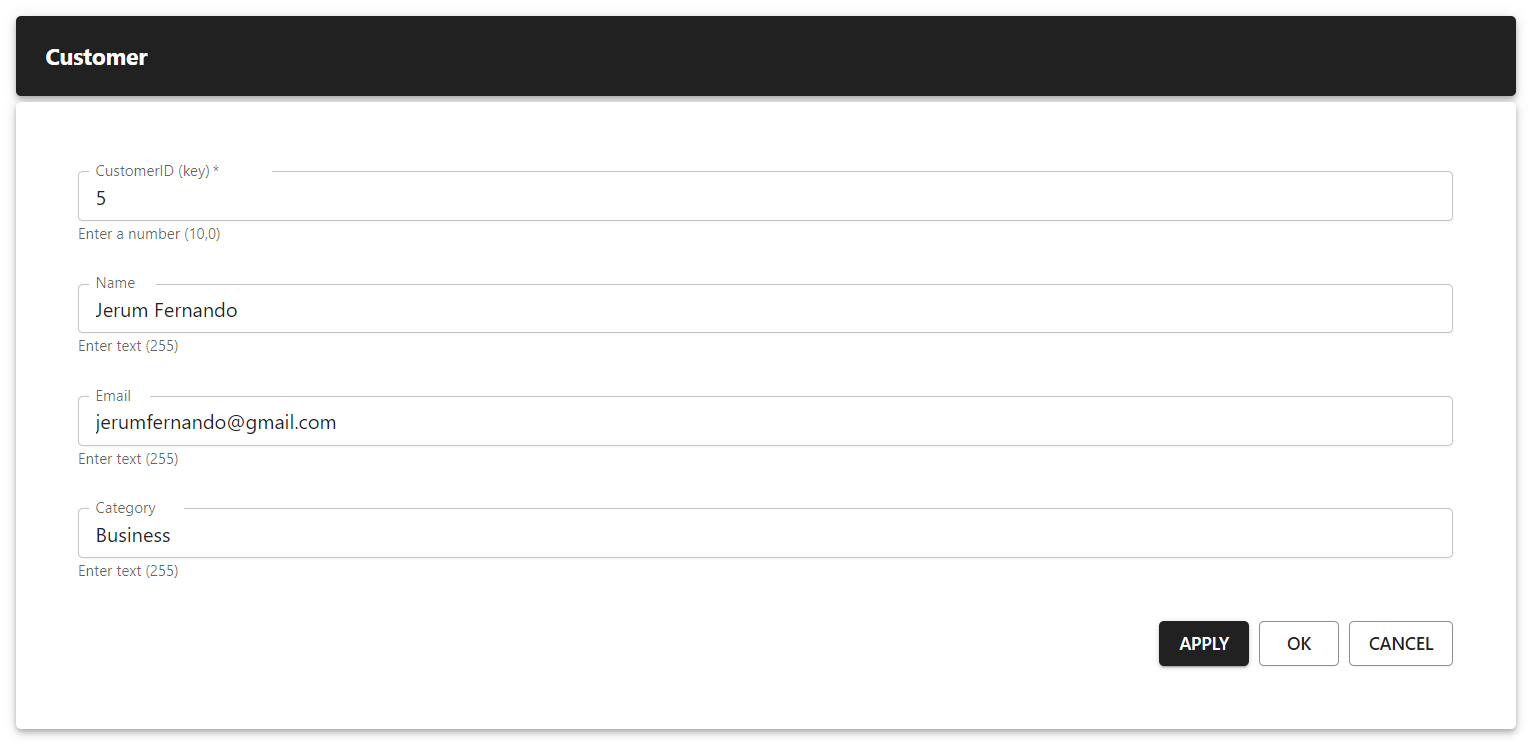 Customer
CustomerID (key) *
5
Enter a number (10,0)
Name
Jerum Fernando
Enter text (255)
Email
jerumfernando@gmail.com
Enter text (255)
Category
Business
Enter text (255)
APPLY OK CANCEL